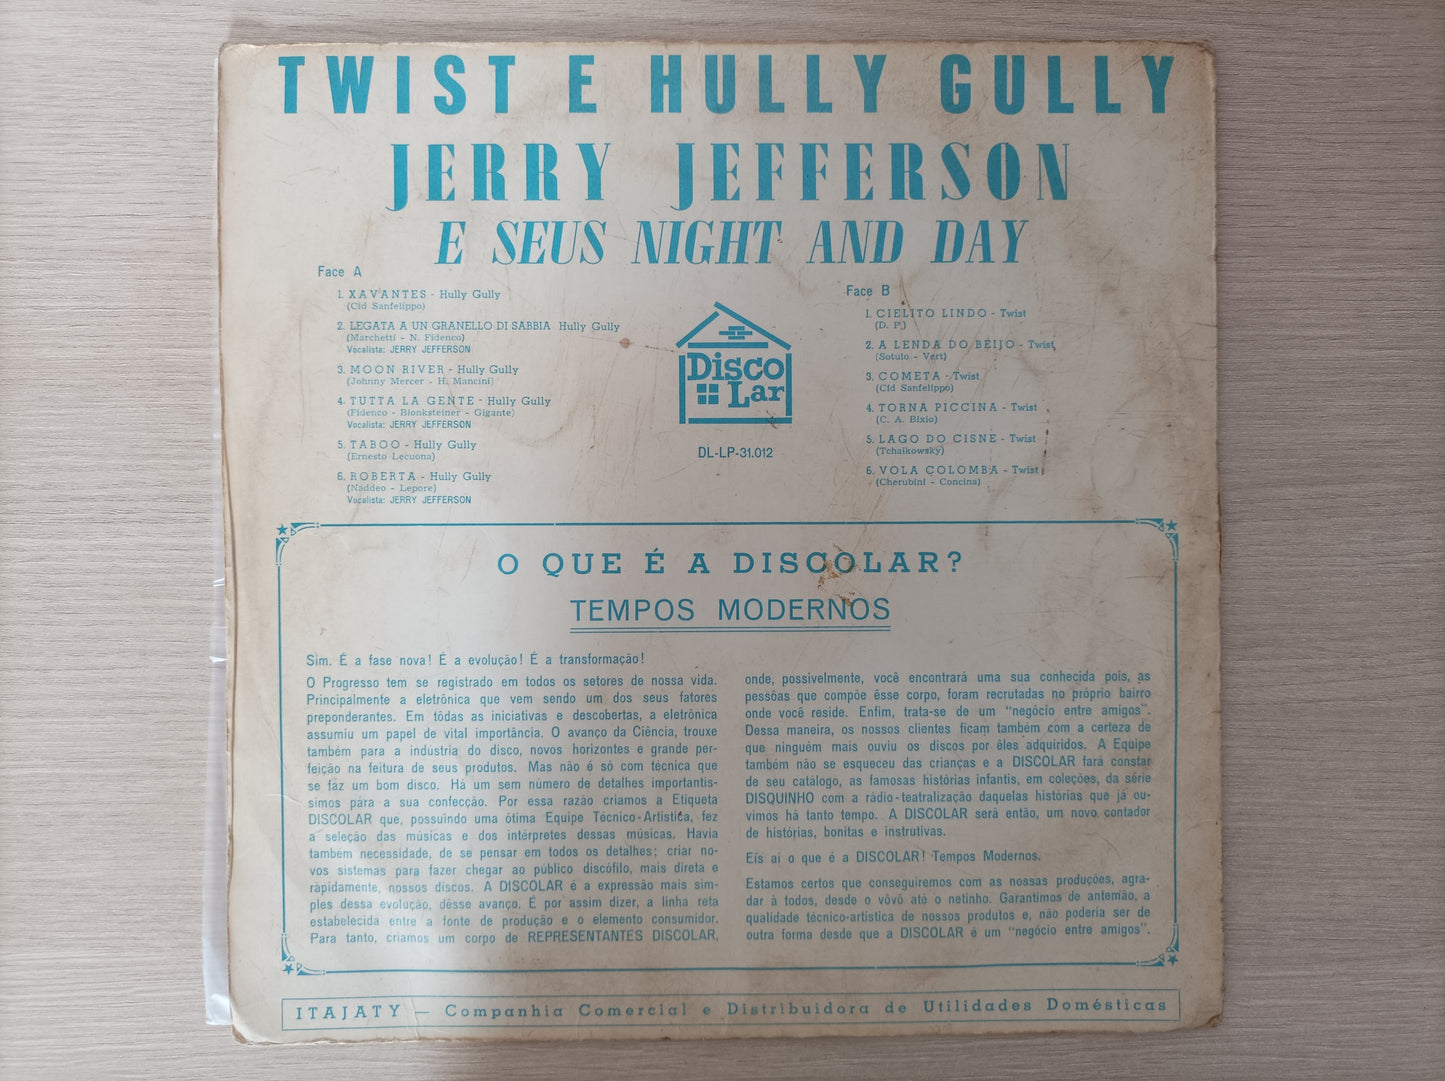 TWIST E HULLY GULLY
JERRY JEFFERSON
E SEUS NIGHT AND DAY
Face A
1. XAVANTES - Hully Gully
(Cid Sanfelippo)
2. LEGATA A UN GRANELLO DI SABBIA Hully Gully
(Marchetti - N. Fidenco)
Vocalista: JERRY JEFFERSON
3. MOON RIVER - Hully Gully
(Johnny Mercer - H. Mancini)
4. TUTTA LA GENTE - Hully Gully
(Fidenco - Blonksteiner - Gigante)
Vocalista: JERRY JEFFERSON
5. TABOO - Hully Gully
(Ernesto Lecuona)
6. ROBERTA - Hully Gully
(Naddeo - Lepore)
Vocalista: JERRY JEFFERSON
Disco
Lar
DL-LP-31.012
Face B
1. CIELITO LINDO - Twist
(D. P.)
2. A LENDA DO BEIJO - Twist
(Sotulo - Vert)
3. COMETA - Twist
(Cid Sanfelippo)
4. TORNA PICCINA - Twist
(C. A. Bixio)
5. LAGO DO CISNE - Twist
(Tchaikowsky)
6. VOLA COLOMBA - Twist
(Cherubini - Concina)
O QUE É A DISCOLAR?
TEMPOS MODERNOS
Sim. É a fase nova! É a evolução! É a transformação!
O Progresso tem se registrado em todos os setores de nossa vida.
Principalmente a eletrônica que vem sendo um dos seus fatores
preponderantes. Em tôdas as iniciativas e descobertas, a eletrônica
assumiu um papel de vital importância. O avanço da Ciência, trouxe
também para a indústria do disco, novos horizontes e grande per-
feição na feitura de seus produtos. Mas não é só com técnica que
se faz um bom disco. Há um sem número de detalhes importantís-
simos para a sua confecção. Por essa razão criamos a Etiqueta
DISCOLAR que, possuindo uma ótima Equipe Técnico-Artística, fez
a seleção das músicas e dos intérpretes dessas músicas. Havia
também necessidade, de se pensar em todos os detalhes; criar no-
vos sistemas para fazer chegar ao público discófilo, mais direta e
ràpidamente, nossos discos. A DISCOLAR é a expressão mais sim-
ples dessa evolução, dêsse avanço. É por assim dizer, a linha reta
estabelecida entre a fonte de produção e o elemento consumidor.
Para tanto, criamos um corpo de REPRESENTANTES DISCOLAR,
onde, possivelmente, você encontrará uma sua conhecida pois, as
pessôas que compõe êsse corpo, foram recrutadas no próprio bairro
onde você reside. Enfim, trata-se de um "negócio entre amigos".
Dessa maneira, os nossos clientes ficam também com a certeza de
que ninguém mais ouviu os discos por êles adquiridos. A Equipe
também não se esqueceu das crianças e a DISCOLAR fará constar
de seu catálogo, as famosas histórias infantis, em coleções, da série
DISQUINHO com a rádio-teatralização daquelas histórias que já ou-
vimos há tanto tempo. A DISCOLAR será então, um novo contador
de histórias, bonitas e instrutivas.
Eis aí o que é a DISCOLAR! Tempos Modernos.
Estamos certos que conseguiremos com as nossas produções, agra-
dar à todos, desde o vôvô até o netinho. Garantimos de antemão, a
qualidade técnico-artística de nossos produtos e, não poderia ser de
outra forma desde que a DISCOLAR é um "negócio entre amigos".
ITAJATY — Companhia Comercial e Distribuidora de Utilidades Domésticas